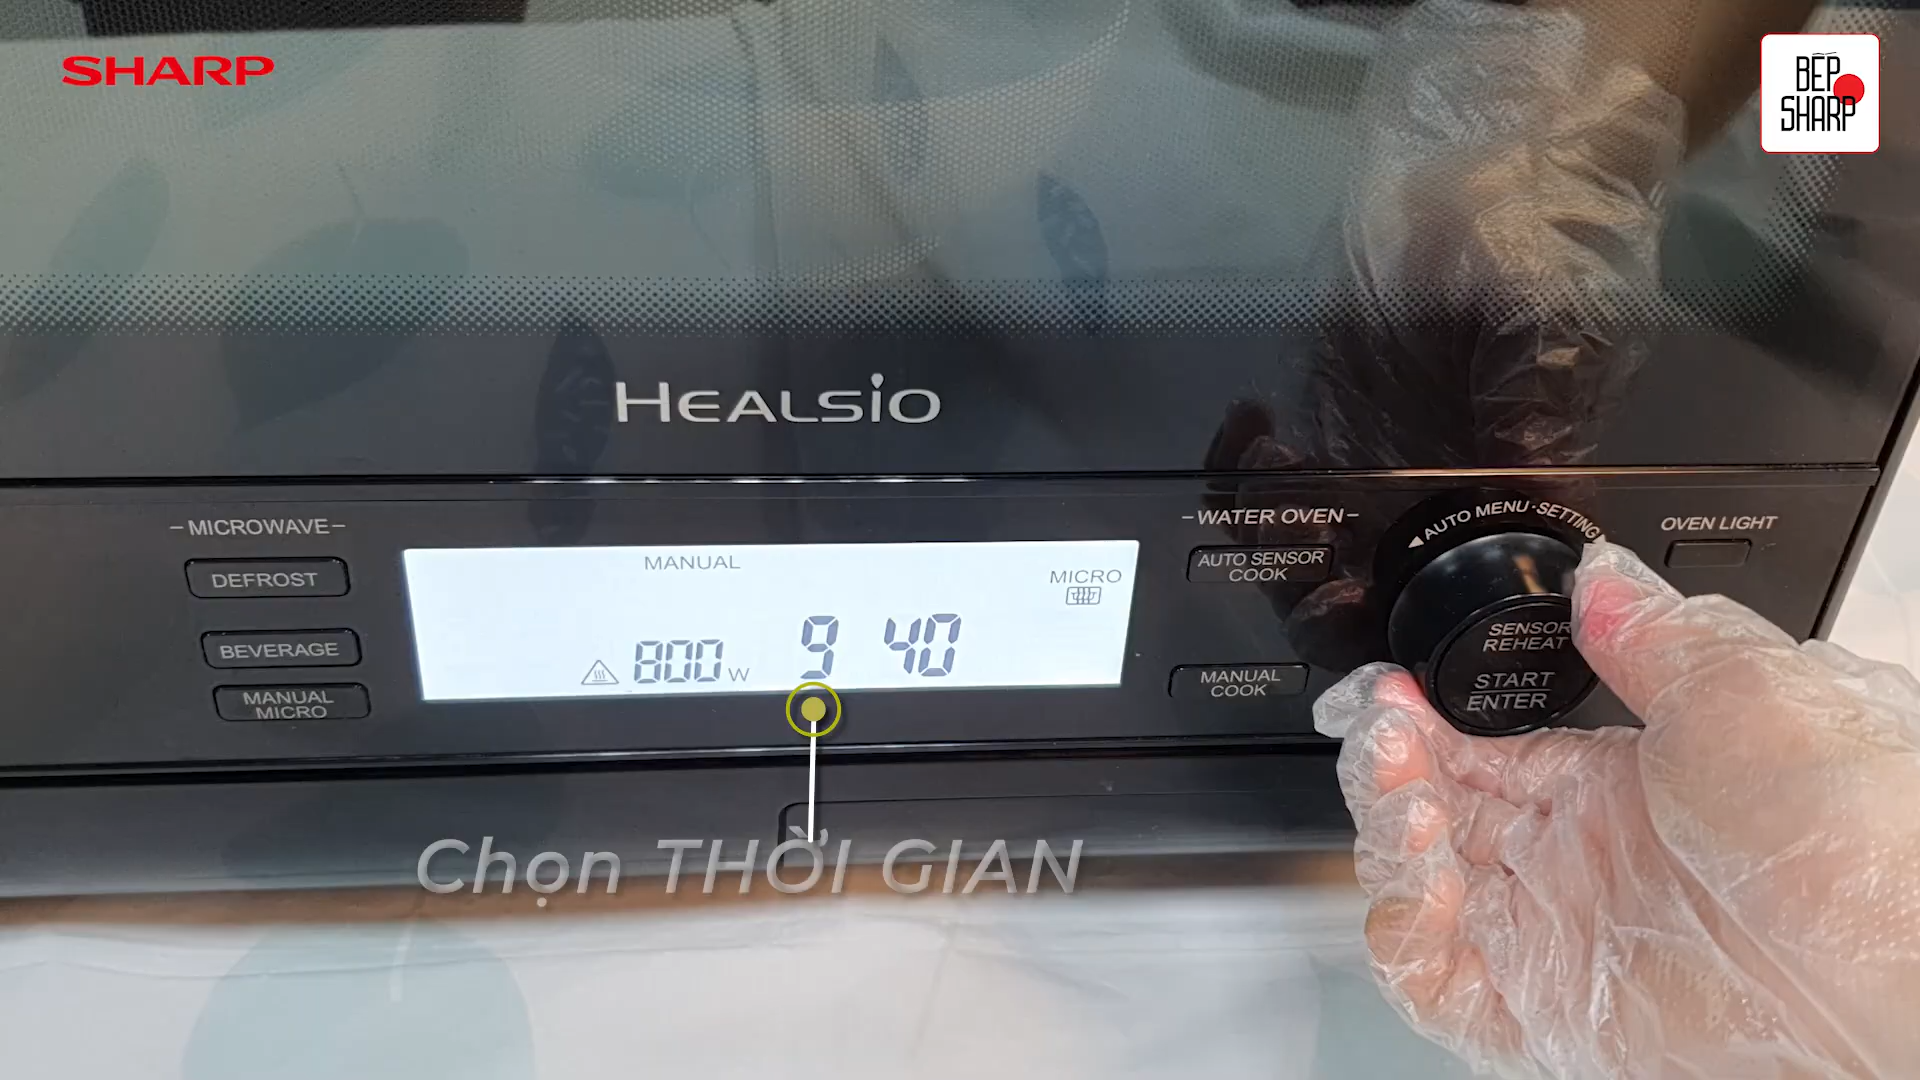 SHARP
BẾP
SHARP
HEALSIO
-MICROWAVE-
DEFROST
BEVERAGE
MANUAL
MICRO
MANUAL
MICRO
800 W 9 40
-WATER OVEN-
AUTO SENSOR
COOK
MANUAL
COOK
AUTO MENU·SETTING
SENSOR
REHEAT
START
ENTER
OVEN LIGHT
Chọn THỜI GIAN